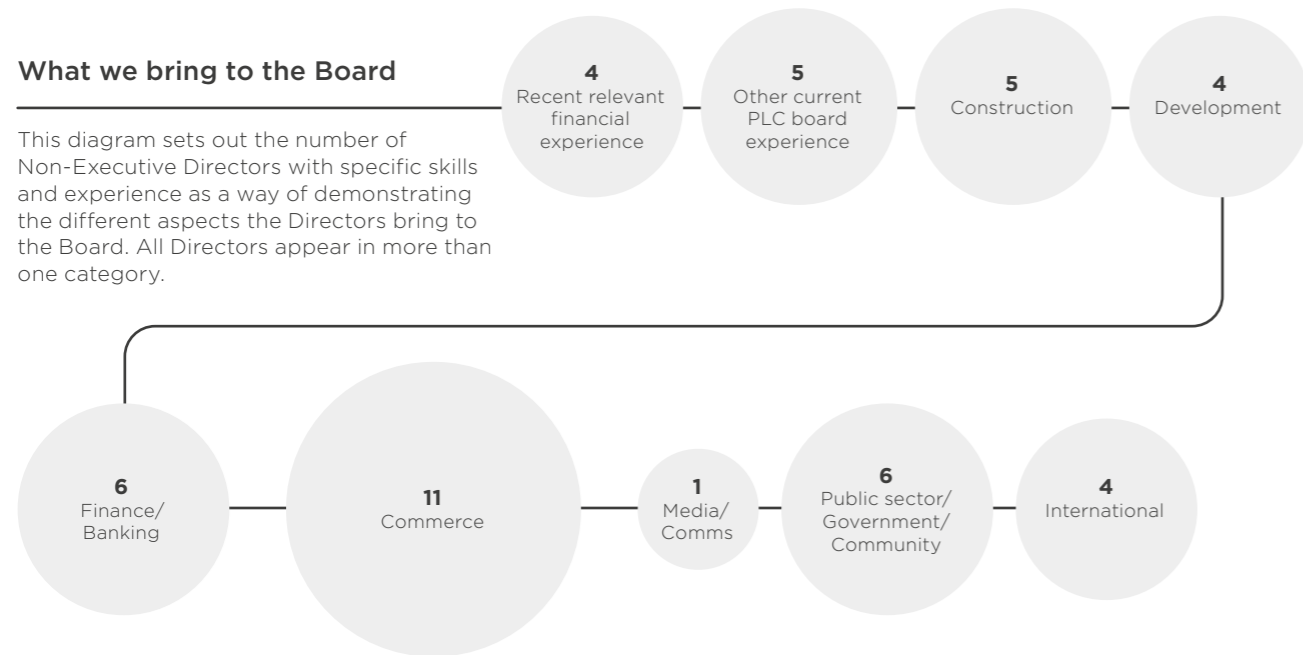 What we bring to the Board
This diagram sets out the number of
Non-Executive Directors with specific skills
and experience as a way of demonstrating
the different aspects the Directors bring to
the Board. All Directors appear in more than
one category.
4
Recent relevant
financial
experience
5
Other current
PLC board
experience
5
Construction
4
Development
6
Finance/
Banking
11
Commerce
1
Media/
Comms
6
Public sector/
Government/
Community
4
International